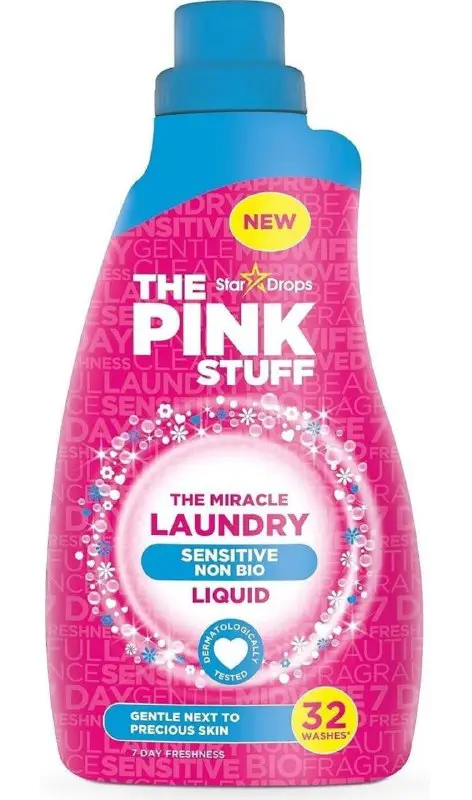 NEW
THE
Star Drops
PINK
STUFF
THE MIRACLE
LAUNDRY
SENSITIVE
NON BIO
LIQUID
DERMATOLOGICALLY
TESTED
GENTLE NEXT TO
PRECIOUS SKIN
32
WASHES*
7 DAY FRESHNESS